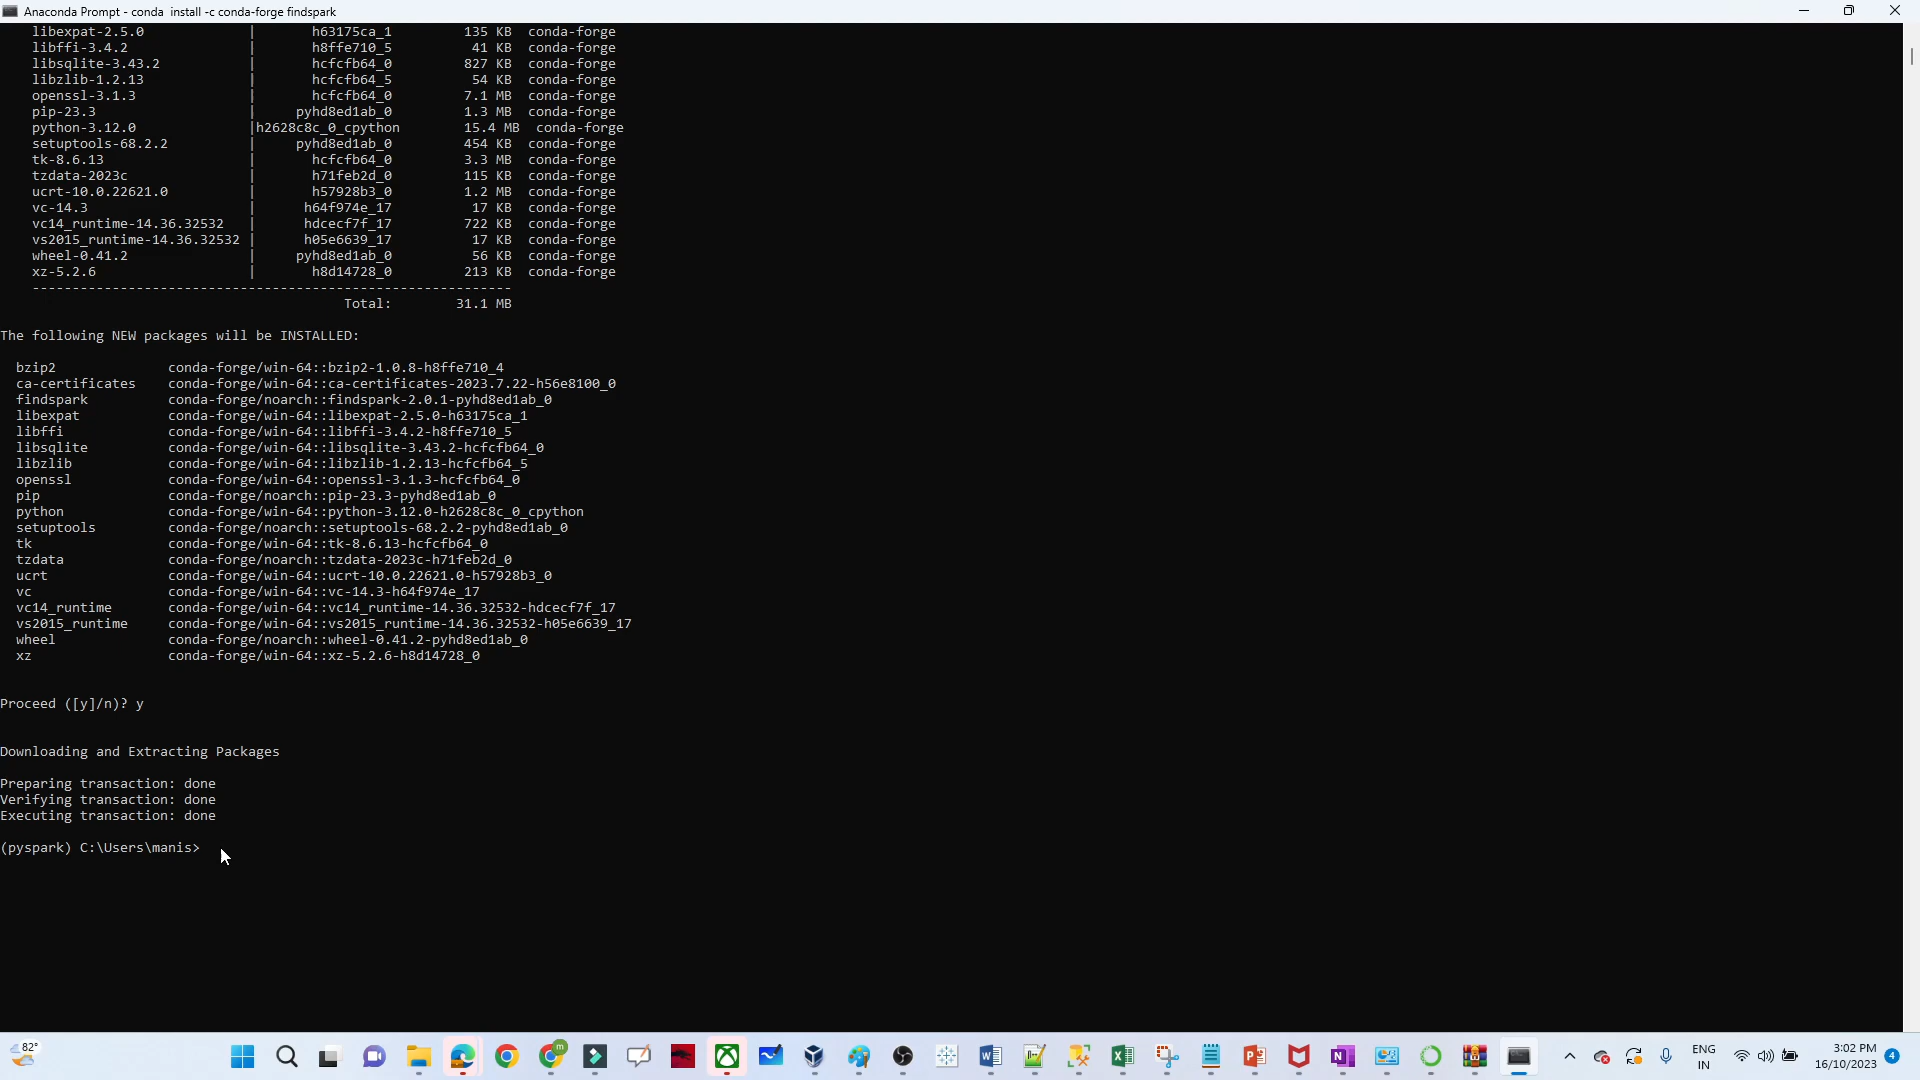 Anaconda Prompt - conda  install -c conda-forge findspark
libexpat-2.5.0             |       h63175ca_1         135 KB  conda-forge
libffi-3.4.2               |       h8ffe710_5          41 KB  conda-forge
libsqlite-3.43.2           |       hcfcfb64_0         827 KB  conda-forge
libzlib-1.2.13             |       hcfcfb64_5          54 KB  conda-forge
openssl-3.1.3              |       hcfcfb64_0         7.1 MB  conda-forge
pip-23.3                   |     pyhd8ed1ab_0         1.3 MB  conda-forge
python-3.12.0              |h2628c8c_0_cpython        15.4 MB  conda-forge
setuptools-68.2.2          |     pyhd8ed1ab_0         454 KB  conda-forge
tk-8.6.13                  |       hcfcfb64_0         3.3 MB  conda-forge
tzdata-2023c               |       h71feb2d_0         115 KB  conda-forge
ucrt-10.0.22621.0          |       h57928b3_0         1.2 MB  conda-forge
vc-14.3                    |      h64f974e_17          17 KB  conda-forge
vc14_runtime-14.36.32532   |      hdcecf7f_17         722 KB  conda-forge
vs2015_runtime-14.36.32532 |      h05e6639_17          17 KB  conda-forge
wheel-0.41.2               |     pyhd8ed1ab_0          56 KB  conda-forge
xz-5.2.6                   |       h8d14728_0         213 KB  conda-forge
------------------------------------------------------------
Total:        31.1 MB
The following NEW packages will be INSTALLED:
bzip2              conda-forge/win-64::bzip2-1.0.8-h8ffe710_4
ca-certificates    conda-forge/win-64::ca-certificates-2023.7.22-h56e8100_0
findspark          conda-forge/noarch::findspark-2.0.1-pyhd8ed1ab_0
libexpat           conda-forge/win-64::libexpat-2.5.0-h63175ca_1
libffi             conda-forge/win-64::libffi-3.4.2-h8ffe710_5
libsqlite          conda-forge/win-64::libsqlite-3.43.2-hcfcfb64_0
libzlib            conda-forge/win-64::libzlib-1.2.13-hcfcfb64_5
openssl            conda-forge/win-64::openssl-3.1.3-hcfcfb64_0
pip                conda-forge/noarch::pip-23.3-pyhd8ed1ab_0
python             conda-forge/win-64::python-3.12.0-h2628c8c_0_cpython
setuptools         conda-forge/noarch::setuptools-68.2.2-pyhd8ed1ab_0
tk                 conda-forge/win-64::tk-8.6.13-hcfcfb64_0
tzdata             conda-forge/noarch::tzdata-2023c-h71feb2d_0
ucrt               conda-forge/win-64::ucrt-10.0.22621.0-h57928b3_0
vc                 conda-forge/win-64::vc-14.3-h64f974e_17
vc14_runtime       conda-forge/win-64::vc14_runtime-14.36.32532-hdcecf7f_17
vs2015_runtime     conda-forge/win-64::vs2015_runtime-14.36.32532-h05e6639_17
wheel              conda-forge/noarch::wheel-0.41.2-pyhd8ed1ab_0
xz                 conda-forge/win-64::xz-5.2.6-h8d14728_0
Proceed ([y]/n)? y
Downloading and Extracting Packages
Preparing transaction: done
Verifying transaction: done
Executing transaction: done
(pyspark) C:\Users\manis>
82°
ENG
IN
3:02 PM
16/10/2023
4